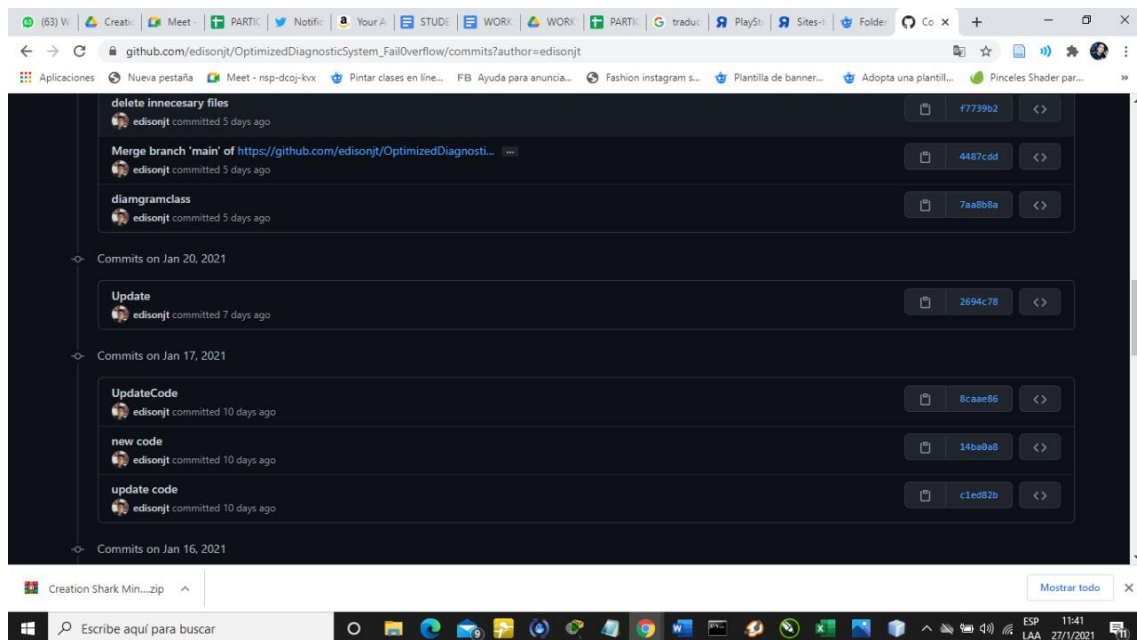 (63) W
Creatic
Meet -
PARTIC
Notific
Your A
STUDE
WORK
WORK
PARTIC
traduc
PlaySt
Sites-t
Folder
Co
github.com/edisonjt/OptimizedDiagnosticSystem_Fail0verflow/commits?author=edisonjt
Aplicaciones
Nueva pestaña
Meet - nsp-dcoj-kvx
Pintar clases en líne...
FB Ayuda para anuncia...
Fashion instagram s...
Plantilla de banner...
Adopta una plantill...
Pinceles Shader par...
delete innecesary files
edisonjt committed 5 days ago
f7739b2
Merge branch 'main' of https://github.com/edisonjt/OptimizedDiagnosti...
edisonjt committed 5 days ago
4487cdd
diamgramclass
edisonjt committed 5 days ago
7aa8b8a
Commits on Jan 20, 2021
Update
edisonjt committed 7 days ago
2694c78
Commits on Jan 17, 2021
UpdateCode
edisonjt committed 10 days ago
8caae86
new code
edisonjt committed 10 days ago
14ba0a8
update code
edisonjt committed 10 days ago
c1ed82b
Commits on Jan 16, 2021
Creation Shark Min....zip
Mostrar todo
Escribe aquí para buscar
ESP
LAA
11:41
27/1/2021